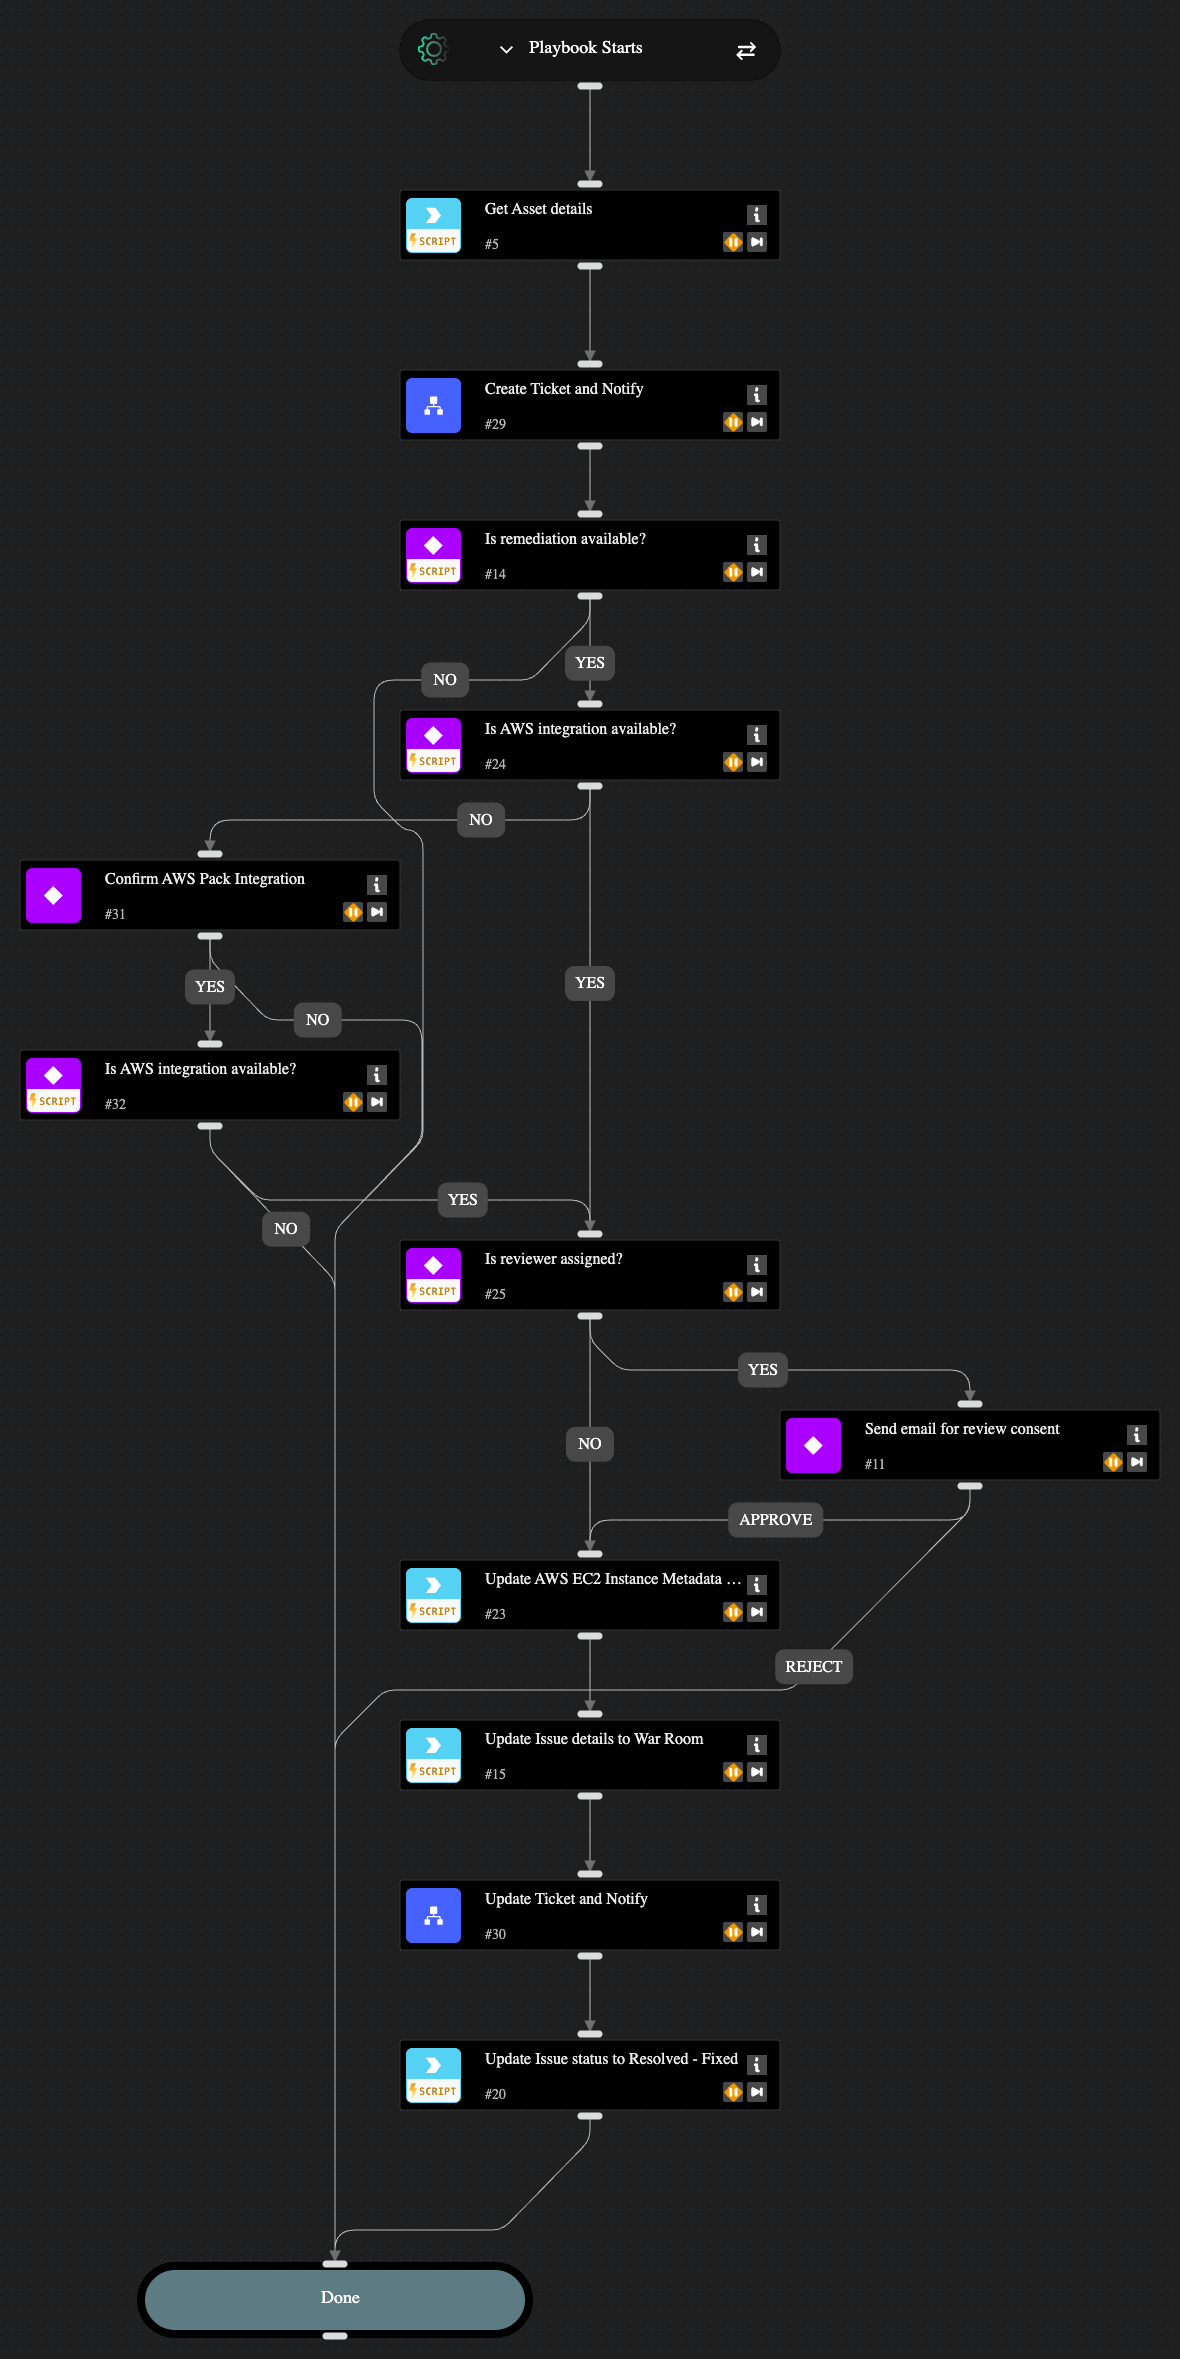 Playbook Starts
Get Asset details
SCRIPT
#5
Create Ticket and Notify
#29
Is remediation available?
SCRIPT
#14
YES
NO
Is AWS integration available?
SCRIPT
#24
NO
Confirm AWS Pack Integration
#31
YES
YES
NO
Is AWS integration available?
SCRIPT
#32
YES
NO
Is reviewer assigned?
SCRIPT
#25
YES
Send email for review consent
#11
NO
APPROVE
Update AWS EC2 Instance Metadata ...
SCRIPT
#23
REJECT
Update Issue details to War Room
SCRIPT
#15
Update Ticket and Notify
#30
Update Issue status to Resolved - Fixed
SCRIPT
#20
Done